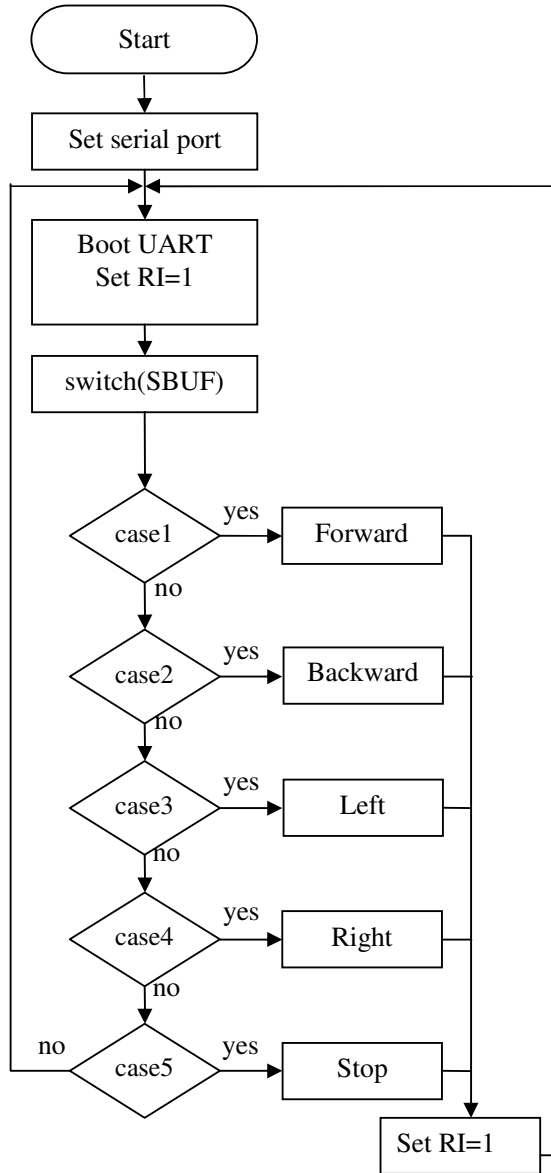 Start
Set serial port
Boot UART
Set RI=1
switch(SBUF)
case1
yes
Forward
no
case2
yes
Backward
no
case3
yes
Left
no
case4
yes
Right
no
no
case5
yes
Stop
Set RI=1